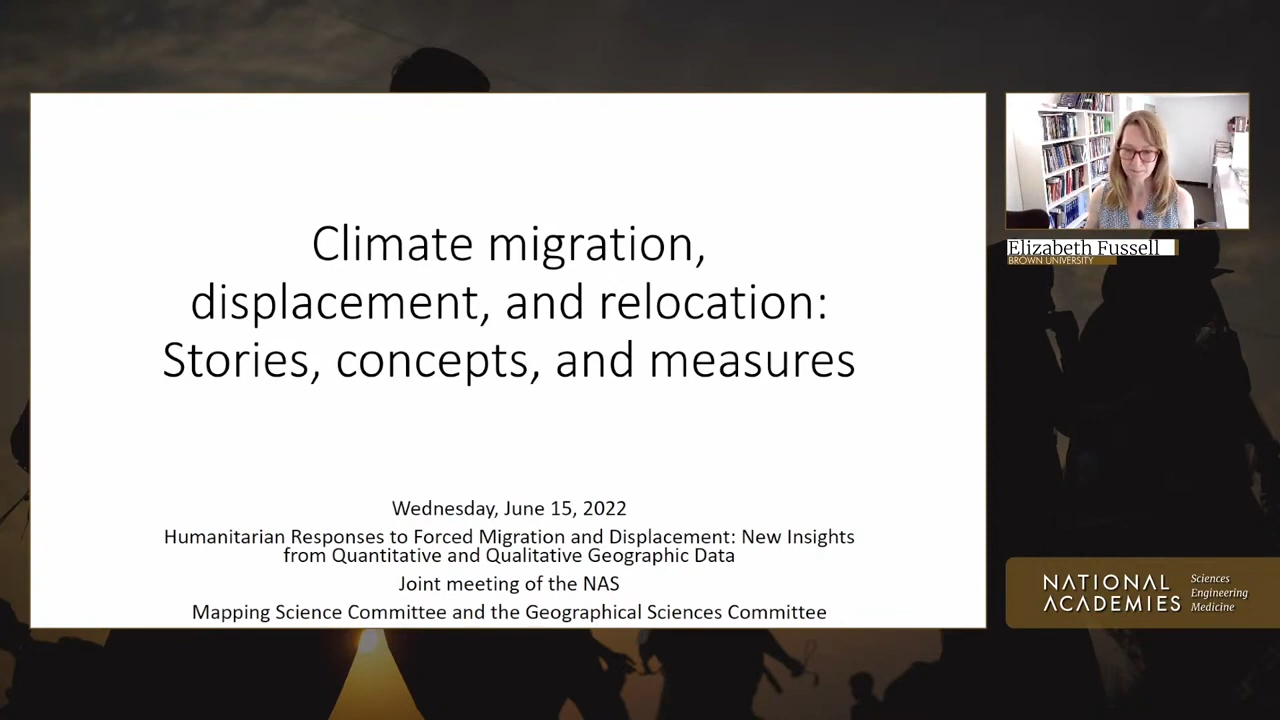 Climate migration,
displacement, and relocation:
Stories, concepts, and measures
Wednesday, June 15, 2022
Humanitarian Responses to Forced Migration and Displacement: New Insights
from Quantitative and Qualitative Geographic Data
Joint meeting of the NAS
Mapping Science Committee and the Geographical Sciences Committee
Elizabeth Fussell
BROWN UNIVERSITY
NATIONAL
ACADEMIES
Sciences
Engineering
Medicine